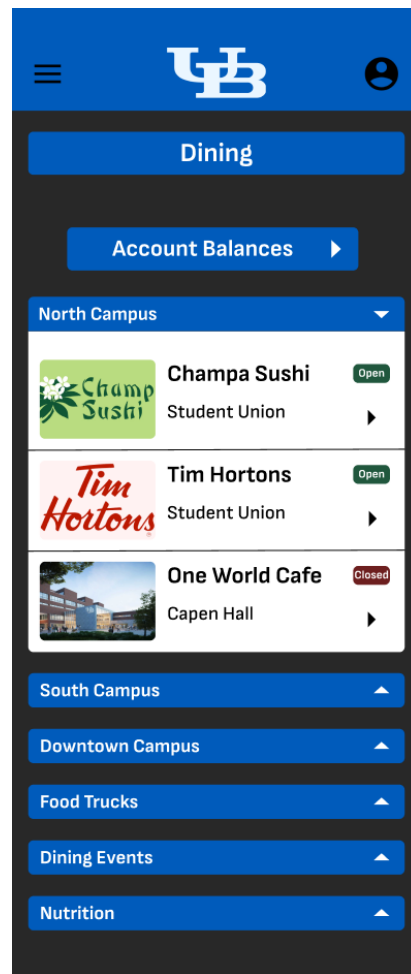 UB
Dining
Account Balances
North Campus
Champ
Sushi
Champa Sushi
Open
Student Union
Tim
Hortons
Tim Hortons
Open
Student Union
One World Cafe
Closed
Capen Hall
South Campus
Downtown Campus
Food Trucks
Dining Events
Nutrition